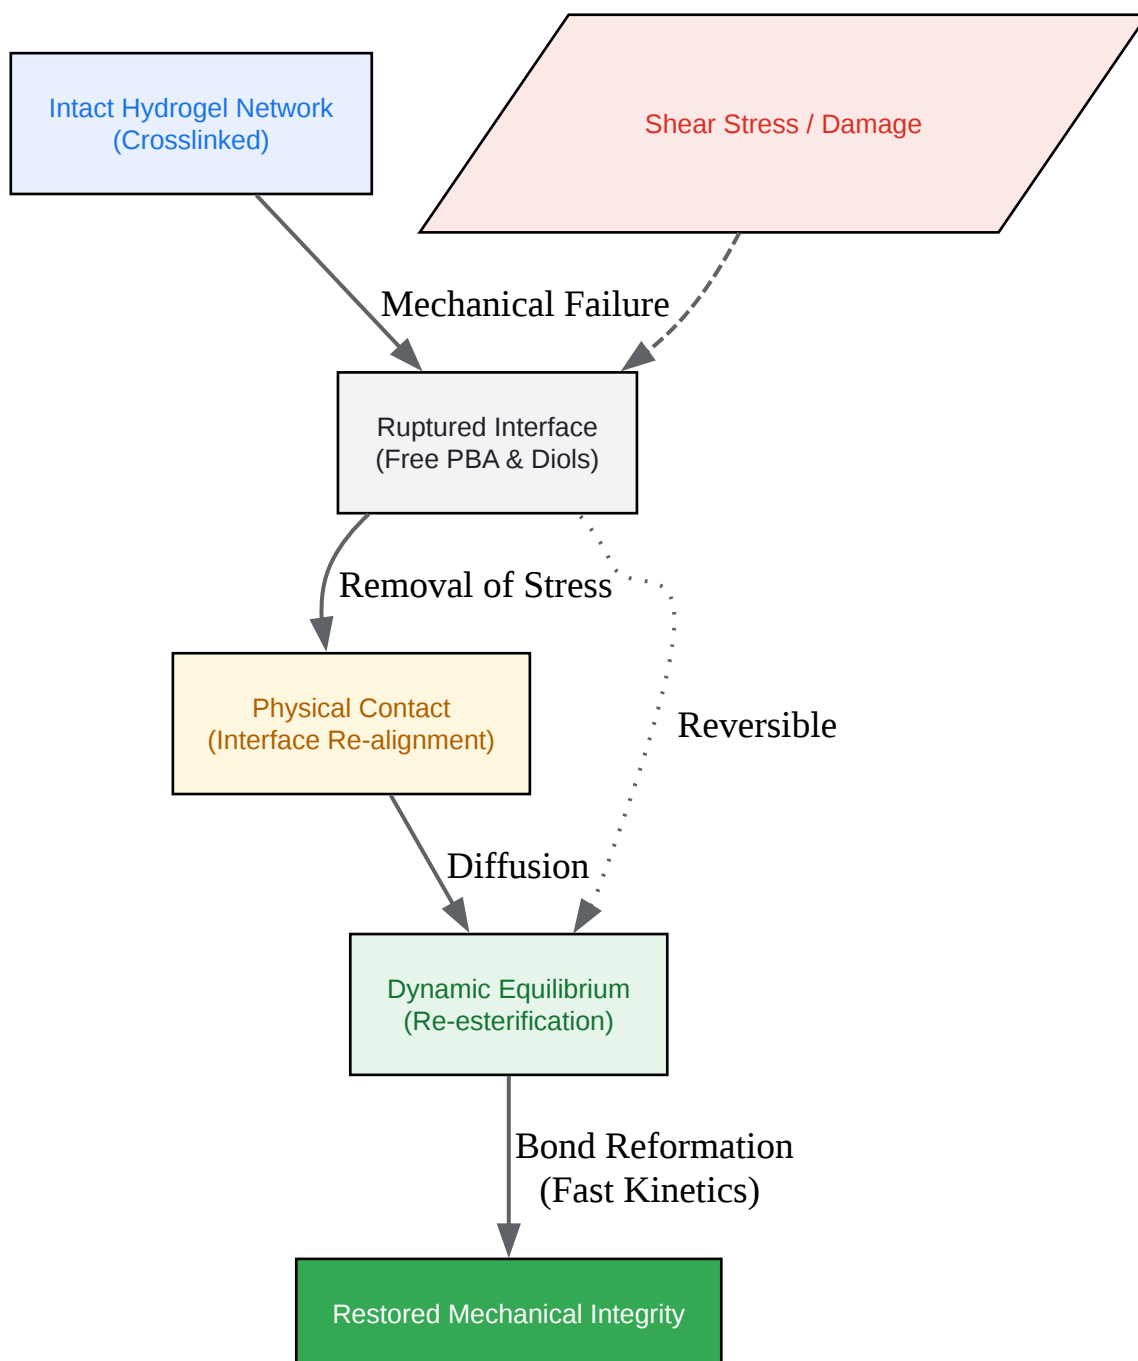 Intact Hydrogel Network
(Crosslinked)
Shear Stress / Damage
Mechanical Failure
Ruptured Interface
(Free PBA & Diols)
Removal of Stress
Physical Contact
(Interface Re-alignment)
Reversible
Diffusion
Dynamic Equilibrium
(Re-esterification)
Bond Reformation
(Fast Kinetics)
Restored Mechanical Integrity